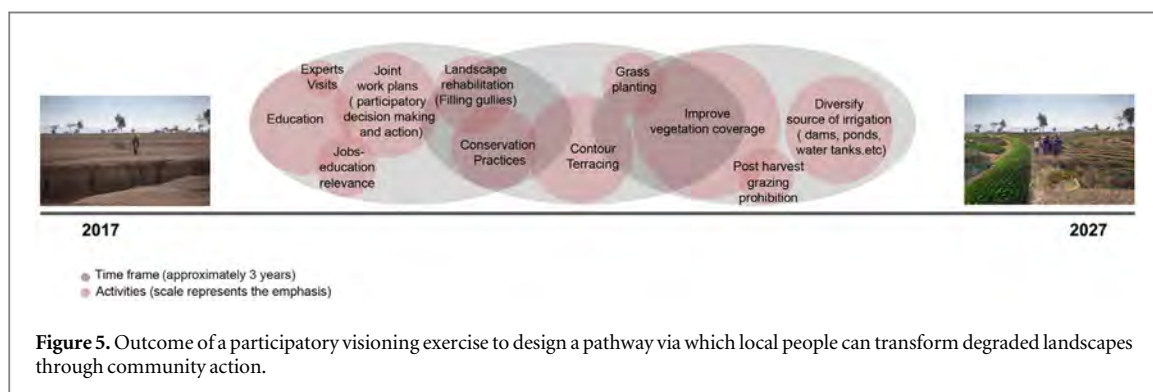 Experts
Visits
Education
Jobs-
education
relevance
Joint
work plans
( participatory
decision making
and action)
Landscape
rehabilitation
(Filling gullies)
Conservation
Practices
Contour
Terracing
Grass
planting
Improve
vegetation coverage
Post harvest
grazing
prohibition
Diversify
source of irrigation
( dams, ponds,
water tanks.etc)
2017
2027
Time frame (approximately 3 years)
Activities (scale represents the emphasis)
Figure 5. Outcome of a participatory visioning exercise to design a pathway via which local people can transform degraded landscapes
through community action.